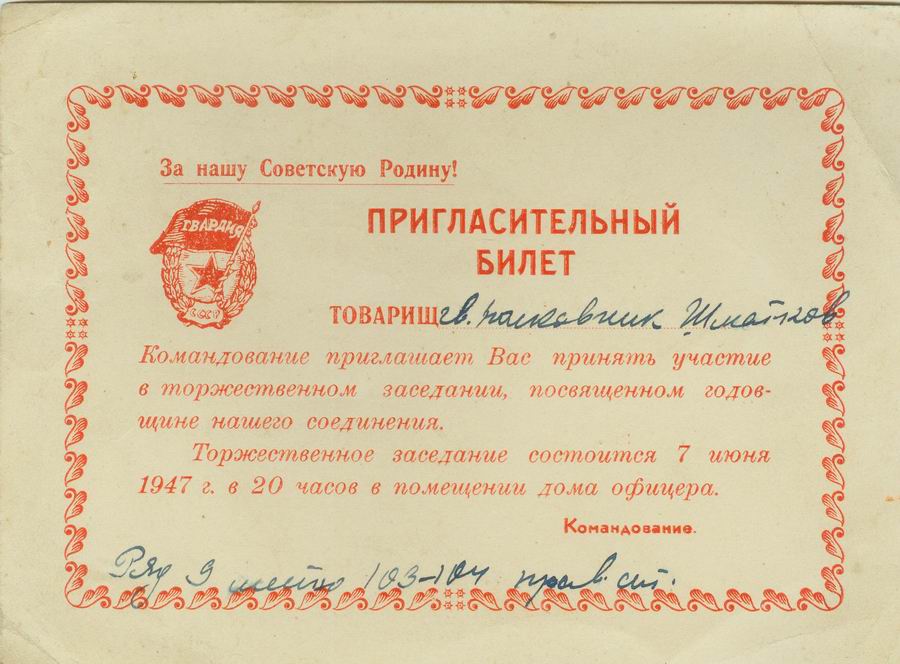 За нашу Советскую Родину!
ГВАРДИЯ
СССР
ПРИГЛАСИТЕЛЬНЫЙ
БИЛЕТ
ТОВАРИЩ гв. полковник Шмойлов
Командование приглашает Вас принять участие
в торжественном заседании, посвященном годов-
щине нашего соединения.
Торжественное заседание состоится 7 июня
1947 г. в 20 часов в помещении дома офицера.
Командование.
Ряд 9 место 103-104 прав. ст.